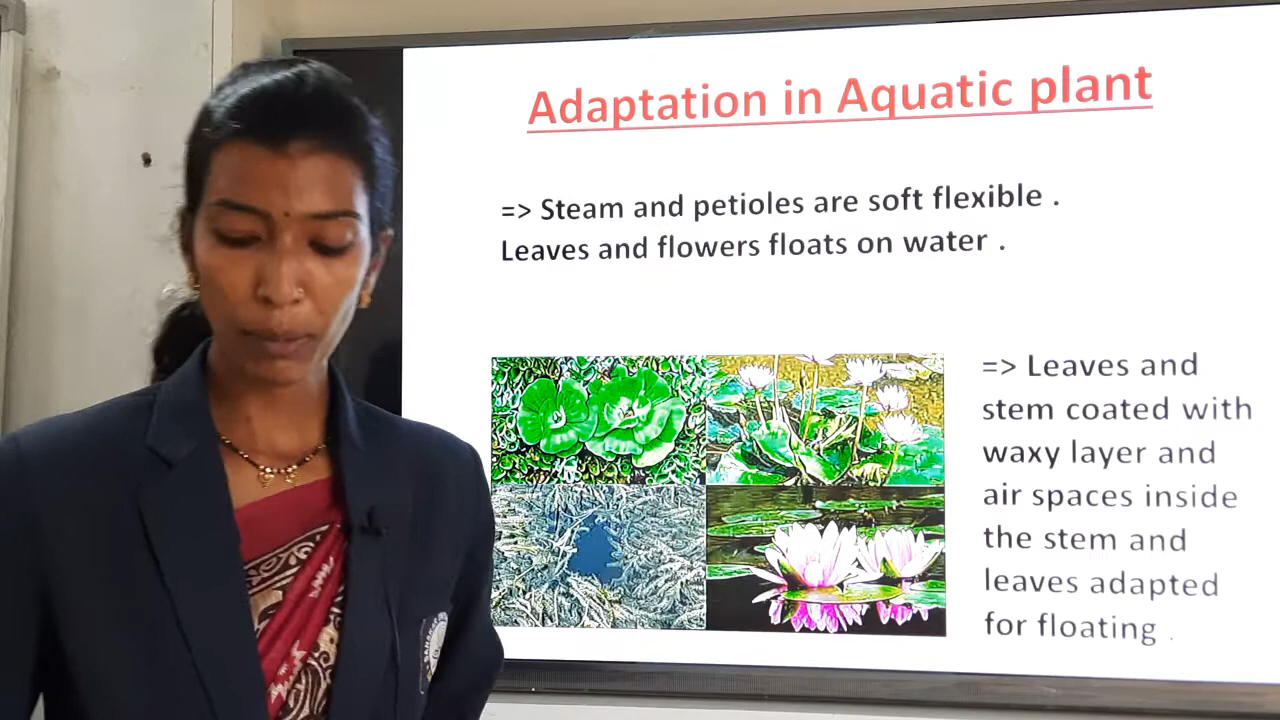 Adaptation in Aquatic plant
=> Steam and petioles are soft flexible .
Leaves and flowers floats on water .
=> Leaves and
stem coated with
waxy layer and
air spaces inside
the stem and
leaves adapted
for floating .